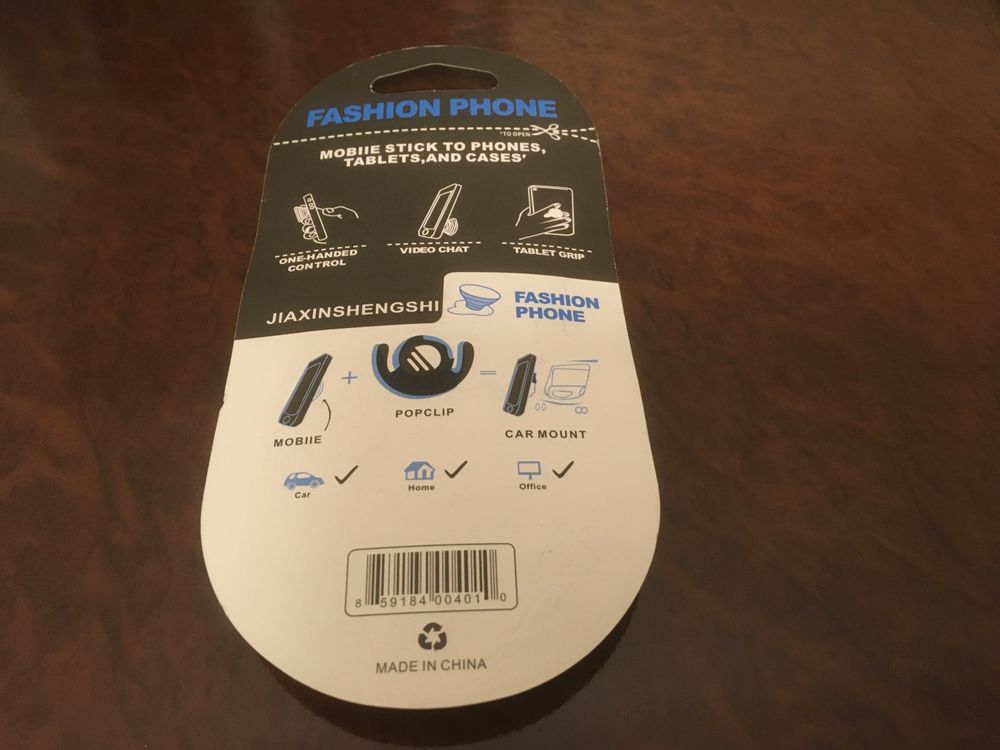 FASHION PHONE
*TO OPEN
MOBIIE STICK TO PHONES,
TABLETS,AND CASES*
ONE-HANDED
CONTROL
VIDEO CHAT
TABLET GRIP
JIAXINSHENGSHI
FASHION
PHONE
+
=
MOBIIE
POPCLIP
CAR MOUNT
Car
Home
Office
8 59184 00401 0
MADE IN CHINA